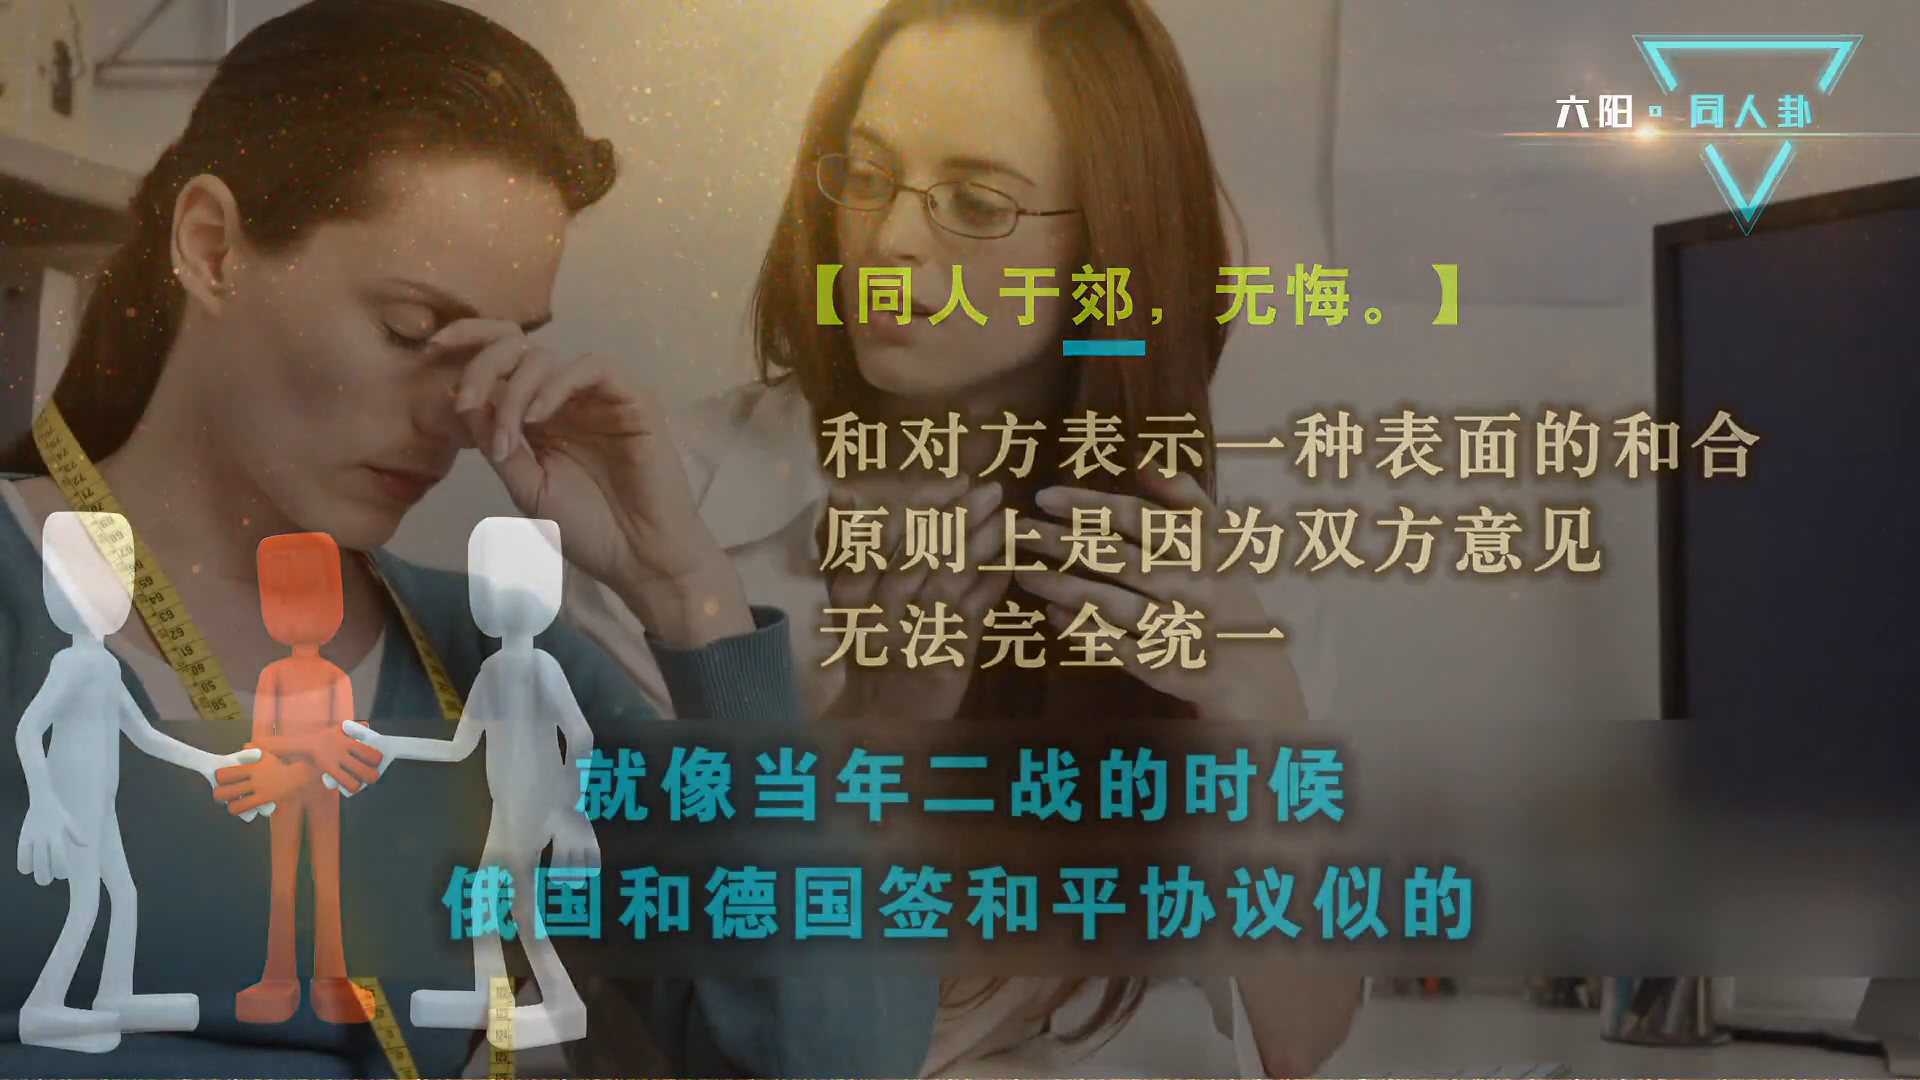 六阳。同人卦
【同人于郊，无悔。】
和对方表示一种表面的和合
原则上是因为双方意见
无法完全统一
就像当年二战的时候
俄国和德国签和平协议似的